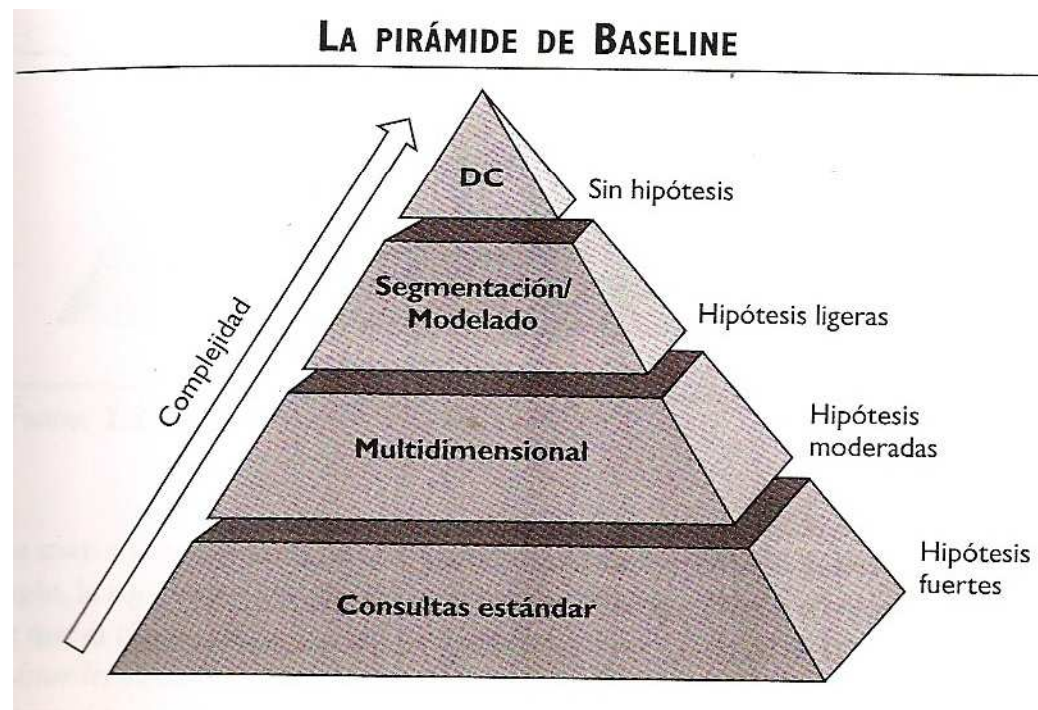 LA PIRÁMIDE DE BASELINE
DC
Sin hipótesis
Segmentación/
Modelado
Hipótesis ligeras
Complejidad
Multidimensional
Hipótesis
moderadas
Consultas estándar
Hipótesis
fuertes